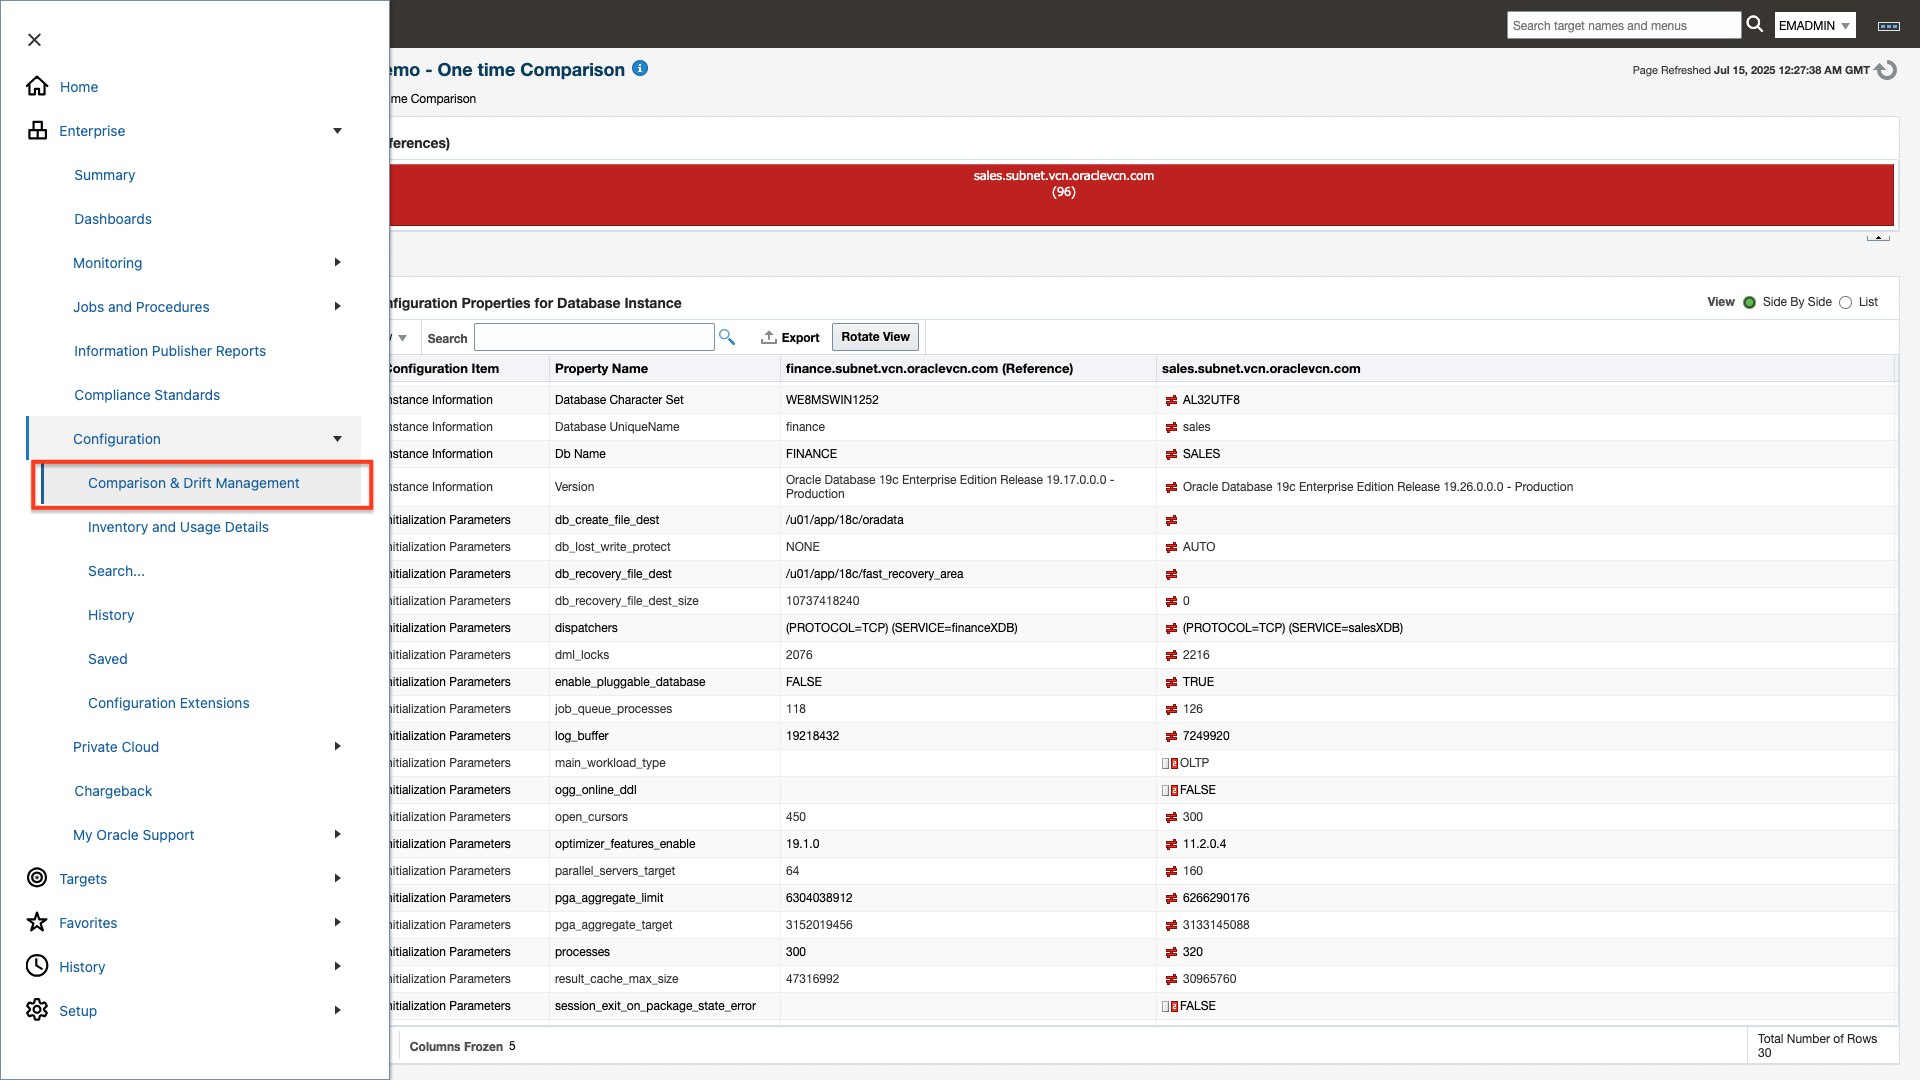 Search target names and menus
EMADMIN
Home
Enterprise
Summary
Dashboards
Monitoring
Jobs and Procedures
Information Publisher Reports
Compliance Standards
Configuration
Comparison & Drift Management
Inventory and Usage Details
Search...
History
Saved
Configuration Extensions
Private Cloud
Chargeback
My Oracle Support
Targets
Favorites
History
Setup
emo - One time Comparison
Page Refreshed Jul 15, 2025 12:27:38 AM GMT
me Comparison
ferences)
sales.subnet.vcn.oraclevcn.com
(96)
nfiguration Properties for Database Instance
View Side By Side List
Search Export Rotate View
Configuration Item Property Name finance.subnet.vcn.oraclevcn.com (Reference) sales.subnet.vcn.oraclevcn.com
nstance Information Database Character Set WE8MSWIN1252 AL32UTF8
nstance Information Database UniqueName finance sales
nstance Information Db Name FINANCE SALES
nstance Information Version Oracle Database 19c Enterprise Edition Release 19.17.0.0.0 - Production Oracle Database 19c Enterprise Edition Release 19.26.0.0.0 - Production
nitialization Parameters db_create_file_dest /u01/app/18c/oradata
nitialization Parameters db_lost_write_protect NONE AUTO
nitialization Parameters db_recovery_file_dest /u01/app/18c/fast_recovery_area
nitialization Parameters db_recovery_file_dest_size 10737418240 0
nitialization Parameters dispatchers (PROTOCOL=TCP) (SERVICE=financeXDB) (PROTOCOL=TCP) (SERVICE=salesXDB)
nitialization Parameters dml_locks 2076 2216
nitialization Parameters enable_pluggable_database FALSE TRUE
nitialization Parameters job_queue_processes 118 126
nitialization Parameters log_buffer 19218432 7249920
nitialization Parameters main_workload_type OLTP
nitialization Parameters ogg_online_ddl FALSE
nitialization Parameters open_cursors 450 300
nitialization Parameters optimizer_features_enable 19.1.0 11.2.0.4
nitialization Parameters parallel_servers_target 64 160
nitialization Parameters pga_aggregate_limit 6304038912 6266290176
nitialization Parameters pga_aggregate_target 3152019456 3133145088
nitialization Parameters processes 300 320
nitialization Parameters result_cache_max_size 47316992 30965760
nitialization Parameters session_exit_on_package_state_error FALSE
Columns Frozen 5
Total Number of Rows
30